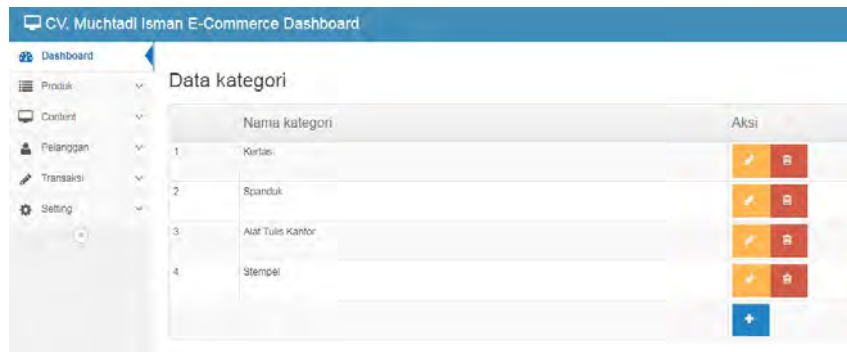 CV. Muchtadi Isman E-Commerce Dashboard
Dashboard
Produk
Content
Pelanggan
Transaksi
Setting
Data kategori
Nama kategori Aksi
1 Kertas
2 Spanduk
3 Alat Tulis Kantor
4 Stempel